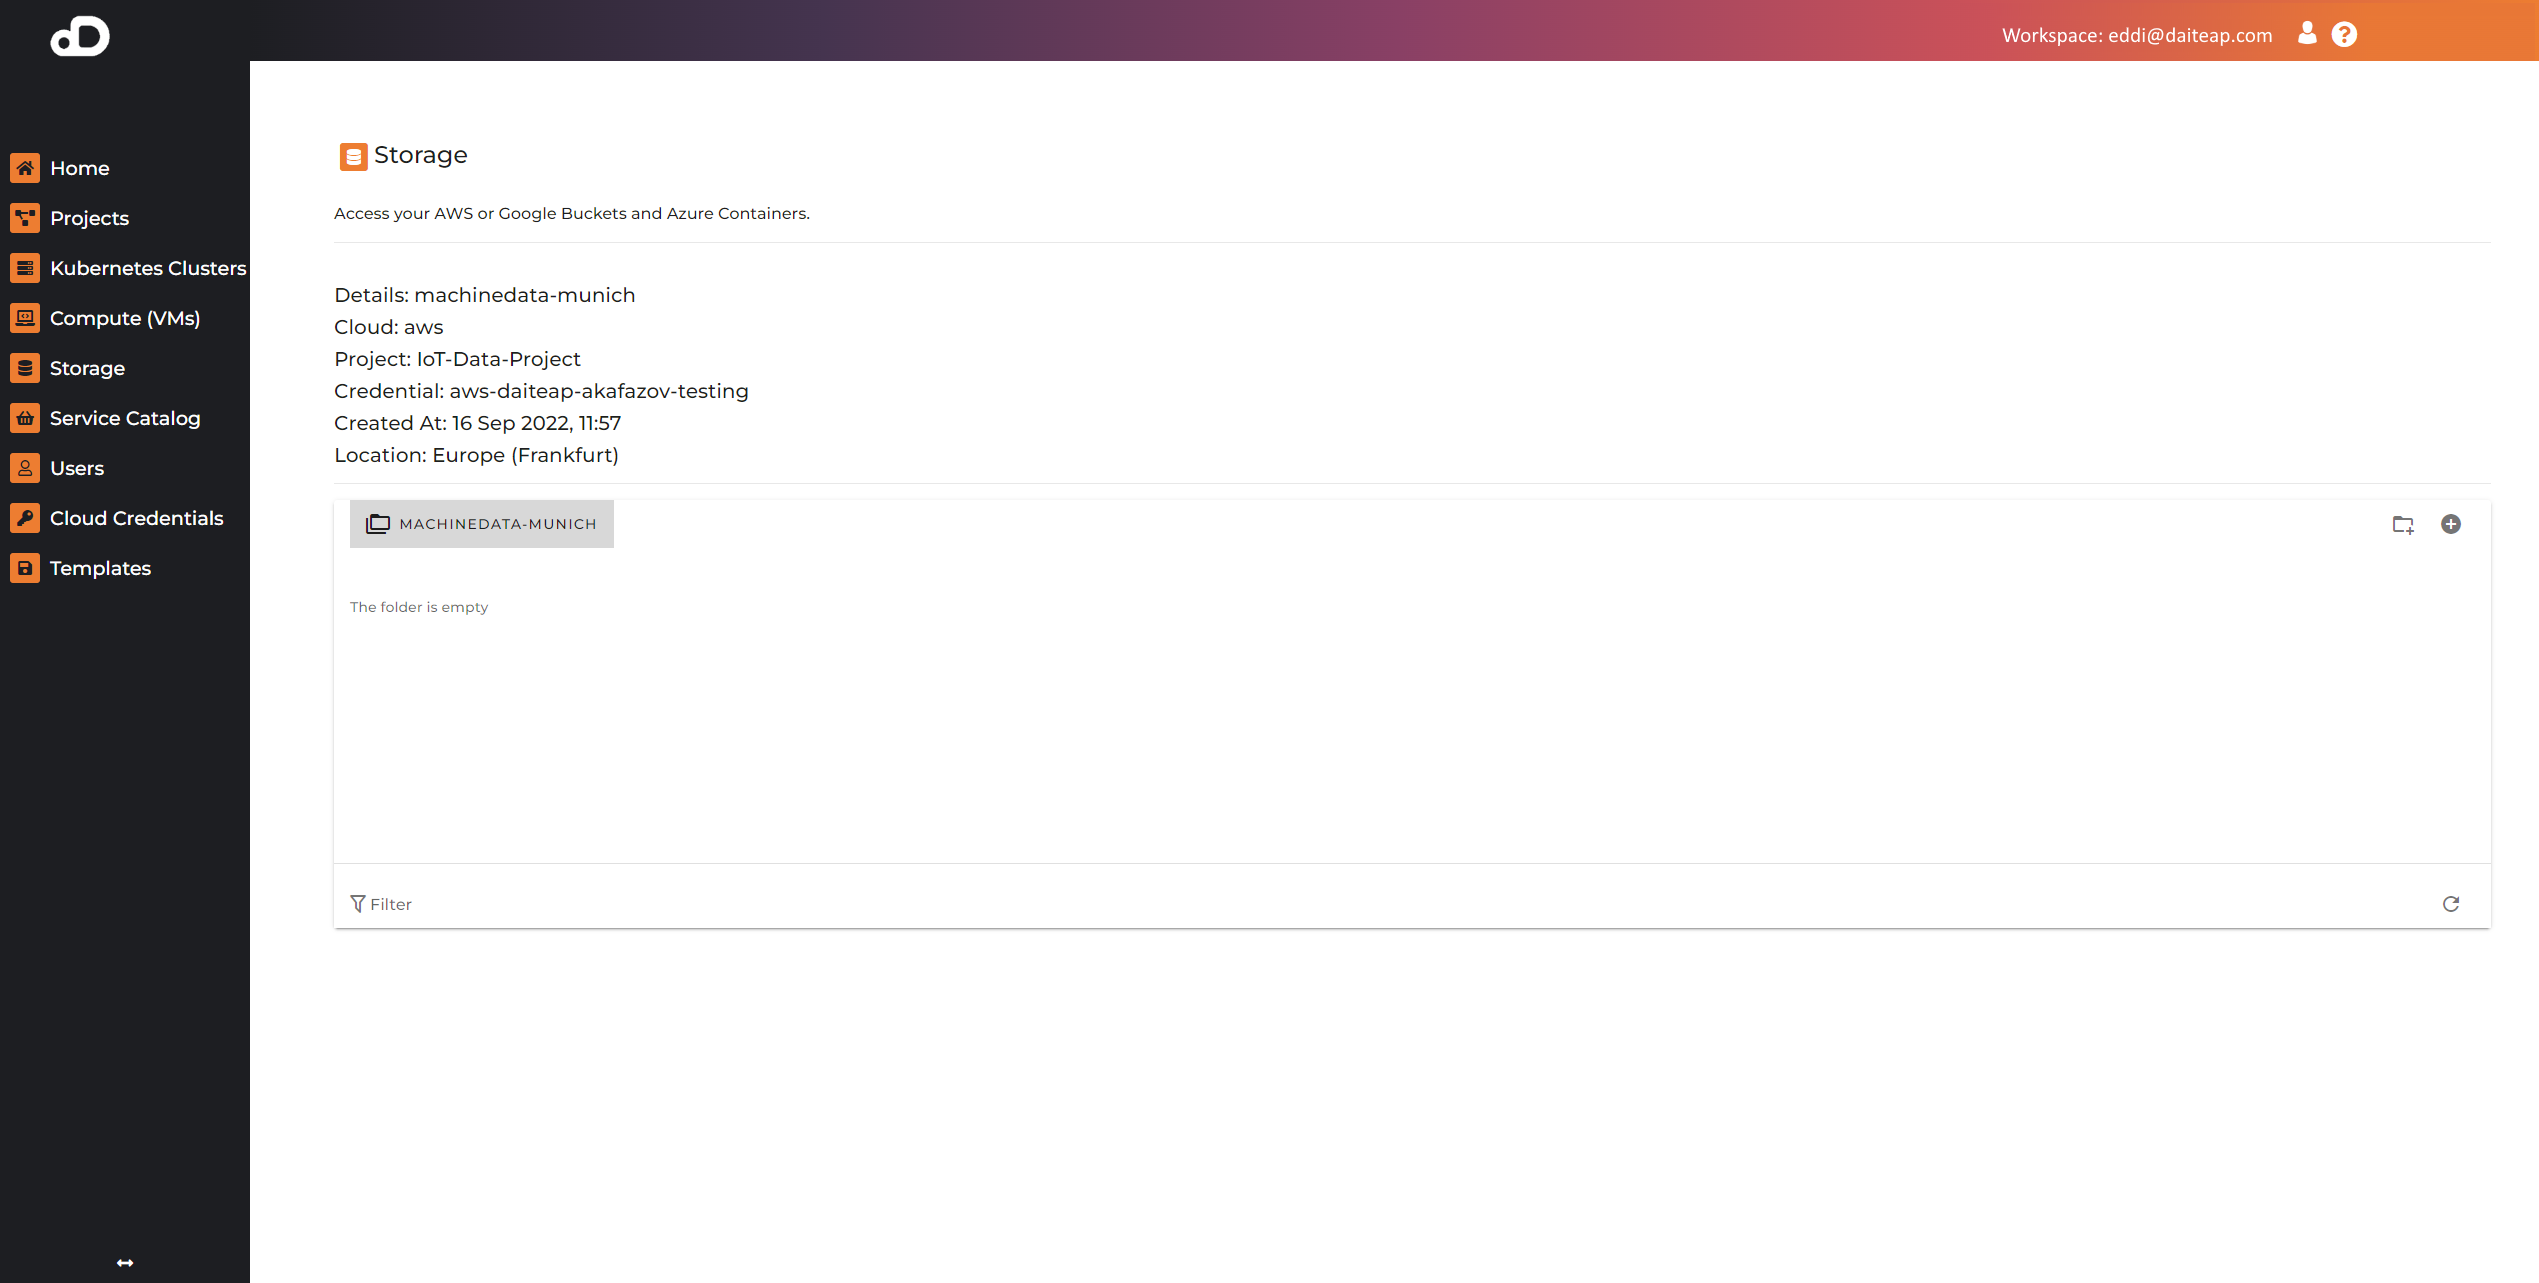 Workspace: eddi@daiteap.com
Home
Projects
Kubernetes Clusters
Compute (VMs)
Storage
Service Catalog
Users
Cloud Credentials
Templates
Storage
Access your AWS or Google Buckets and Azure Containers.
Details: machinedata-munich
Cloud: aws
Project: IoT-Data-Project
Credential: aws-daiteap-akafazov-testing
Created At: 16 Sep 2022, 11:57
Location: Europe (Frankfurt)
MACHINEDATA-MUNICH
The folder is empty
Filter